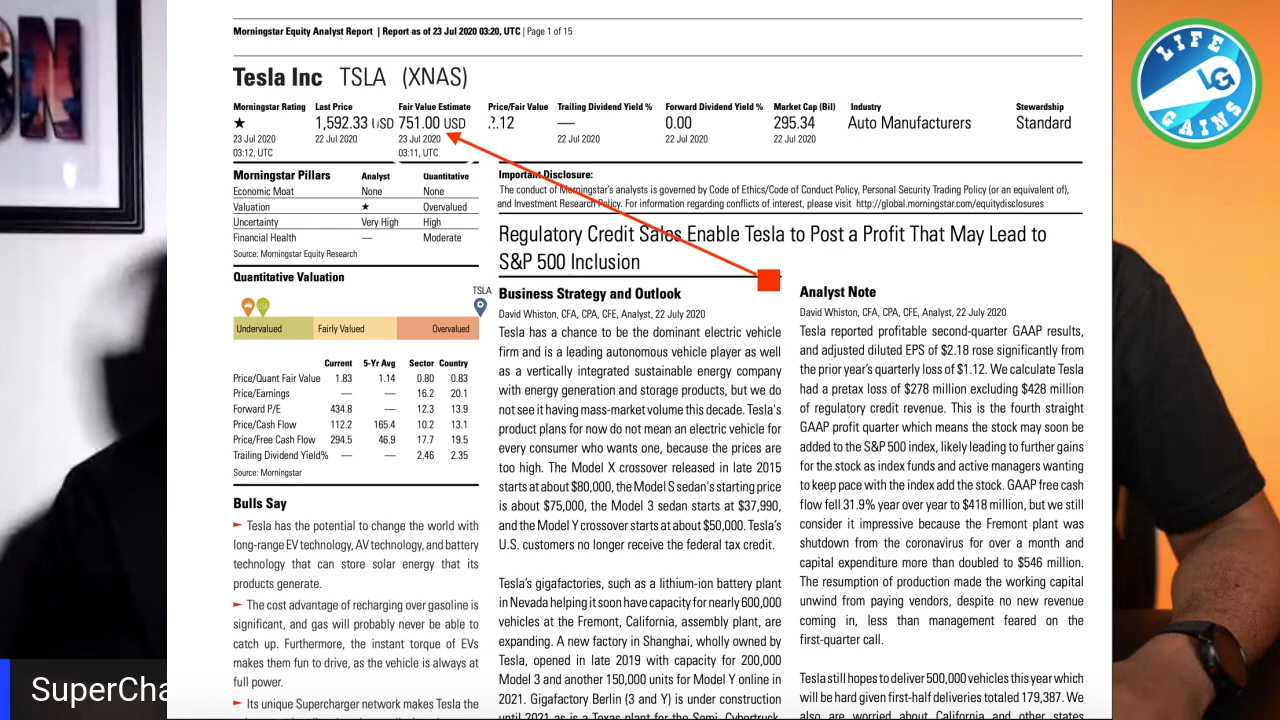 Morningstar Equity Analyst Report | Report as of 23 Jul 2020 03:20, UTC | Page 1 of 15
Tesla Inc TSLA (XNAS)
Morningstar Rating Last Price Fair Value Estimate Price/Fair Value Trailing Dividend Yield % Forward Dividend Yield % Market Cap (Bil) Industry Stewardship
★ 1,592.33 USD 751.00 USD 2.12 — 0.00 295.34 Auto Manufacturers Standard
23 Jul 2020 22 Jul 2020 23 Jul 2020 22 Jul 2020 22 Jul 2020 22 Jul 2020
03:12, UTC 03:11, UTC
Morningstar Pillars Analyst Quantitative
Economic Moat None None
Valuation ★ Overvalued
Uncertainty Very High High
Financial Health — Moderate
Source: Morningstar Equity Research
Quantitative Valuation
TSLA
Undervalued Fairly Valued Overvalued
Current 5-Yr Avg Sector Country
Price/Quant Fair Value 1.83 1.14 0.80 0.83
Price/Earnings — — 16.2 20.1
Forward P/E 434.8 — 12.3 13.9
Price/Cash Flow 112.2 165.4 10.2 13.1
Price/Free Cash Flow 294.5 46.9 17.7 19.5
Trailing Dividend Yield% — — 2.46 2.35
Source: Morningstar
Bulls Say
Tesla has the potential to change the world with
long-range EV technology, AV technology, and battery
technology that can store solar energy that its
products generate.
The cost advantage of recharging over gasoline is
significant, and gas will probably never be able to
catch up. Furthermore, the instant torque of EVs
makes them fun to drive, as the vehicle is always at
full power.
Its unique Supercharger network makes Tesla the
Important Disclosure:
The conduct of Morningstar's analysts is governed by Code of Ethics/Code of Conduct Policy, Personal Security Trading Policy (or an equivalent of),
and Investment Research Policy. For information regarding conflicts of interest, please visit http://global.morningstar.com/equitydisclosures
Regulatory Credit Sales Enable Tesla to Post a Profit That May Lead to
S&P 500 Inclusion
Business Strategy and Outlook
David Whiston, CFA, CPA, CFE, Analyst, 22 July 2020
Tesla has a chance to be the dominant electric vehicle
firm and is a leading autonomous vehicle player as well
as a vertically integrated sustainable energy company
with energy generation and storage products, but we do
not see it having mass-market volume this decade. Tesla's
product plans for now do not mean an electric vehicle for
every consumer who wants one, because the prices are
too high. The Model X crossover released in late 2015
starts at about $80,000, the Model S sedan's starting price
is about $75,000, the Model 3 sedan starts at $37,990,
and the Model Y crossover starts at about $50,000. Tesla's
U.S. customers no longer receive the federal tax credit.
Tesla's gigafactories, such as a lithium-ion battery plant
in Nevada helping it soon have capacity for nearly 600,000
vehicles at the Fremont, California, assembly plant, are
expanding. A new factory in Shanghai, wholly owned by
Tesla, opened in late 2019 with capacity for 200,000
Model 3 and another 150,000 units for Model Y online in
2021. Gigafactory Berlin (3 and Y) is under construction
until 2021 as is a Texas plant for the Semi, Cybertruck,
Analyst Note
David Whiston, CFA, CPA, CFE, Analyst, 22 July 2020
Tesla reported profitable second-quarter GAAP results,
and adjusted diluted EPS of $2.18 rose significantly from
the prior year's quarterly loss of $1.12. We calculate Tesla
had a pretax loss of $278 million excluding $428 million
of regulatory credit revenue. This is the fourth straight
GAAP profit quarter which means the stock may soon be
added to the S&P 500 index, likely leading to further gains
for the stock as index funds and active managers wanting
to keep pace with the index add the stock. GAAP free cash
flow fell 31.9% year over year to $418 million, but we still
consider it impressive because the Fremont plant was
shutdown from the coronavirus for over a month and
capital expenditure more than doubled to $546 million.
The resumption of production made the working capital
unwind from paying vendors, despite no new revenue
coming in, less than management feared on the
first-quarter call.
Tesla still hopes to deliver 500,000 vehicles this year which
will be hard given first-half deliveries totaled 179,387. We
also are worried about California and other states
LIFE
LG
GAINS
SuperCha